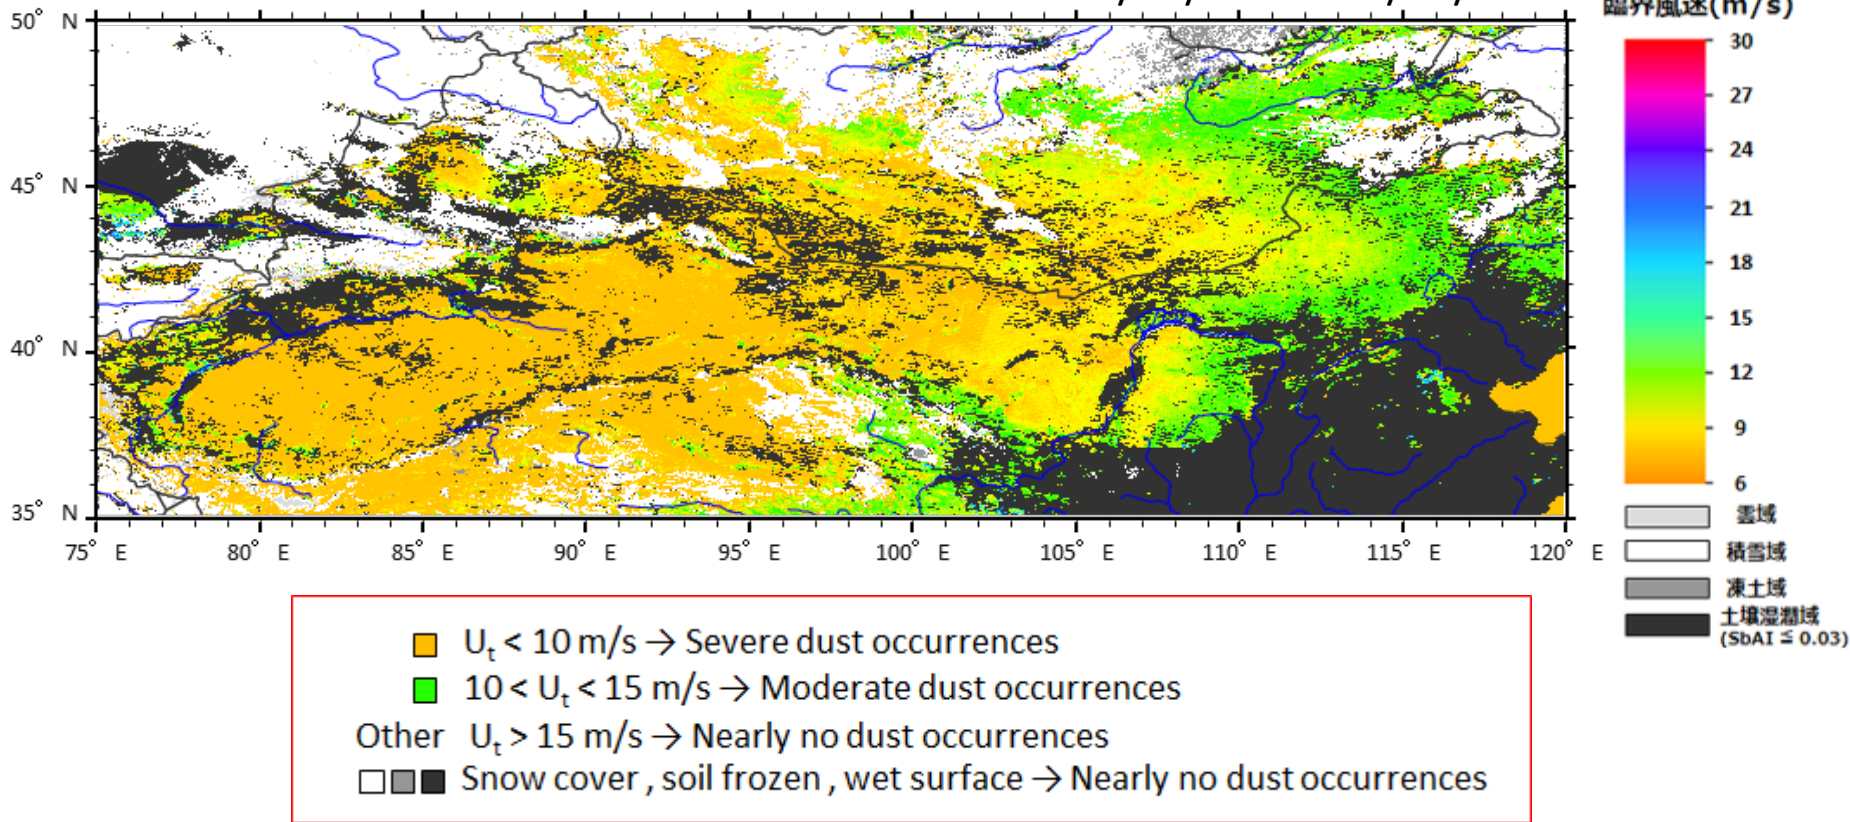 臨界風速(m/s)
50° N
45° N
40° N
35° N
75° E 80° E 85° E 90° E 95° E 100° E 105° E 110° E 115° E 120° E
30
27
24
21
18
15
12
9
6
雲域
積雪域
凍土域
土壌湿潤域
(SbAI ≦ 0.03)
Ut < 10 m/s → Severe dust occurrences
10 < Ut < 15 m/s → Moderate dust occurrences
Other Ut > 15 m/s → Nearly no dust occurrences
Snow cover , soil frozen , wet surface → Nearly no dust occurrences